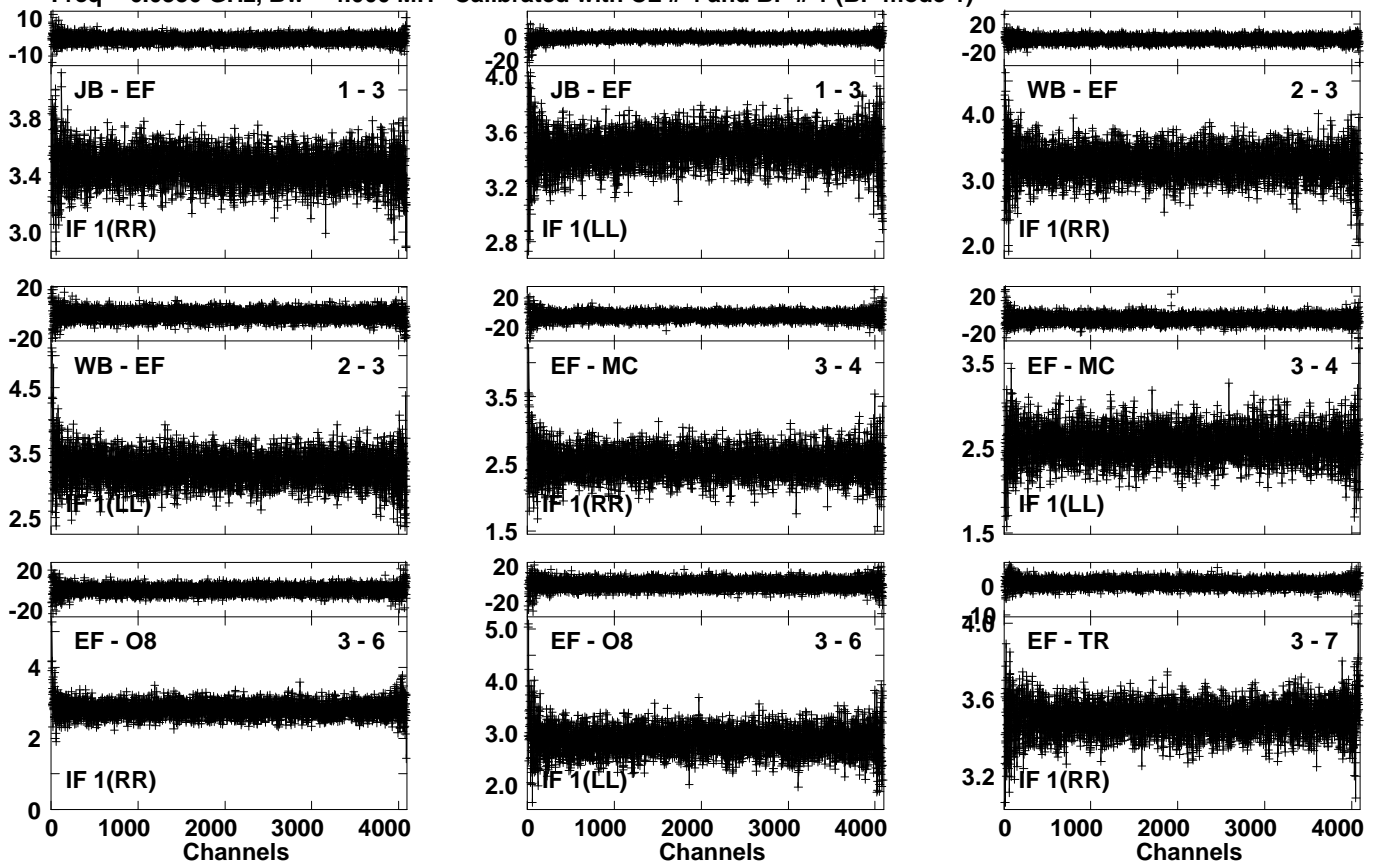 10
-10
JB - EF 1 - 3
3.8
3.4
3.0
IF 1(RR)
0
-20
4.0
JB - EF 1 - 3
3.6
3.2
2.8
IF 1(LL)
20
-20
WB - EF 2 - 3
4.0
3.0
2.0
IF 1(RR)
20
-20
WB - EF 2 - 3
4.5
3.5
2.5
IF 1(LL)
20
-20
EF - MC 3 - 4
3.5
2.5
1.5
IF 1(RR)
20
-20
EF - MC 3 - 4
3.5
2.5
1.5
IF 1(LL)
20
-20
EF - O8 3 - 6
4
2
0
IF 1(RR)
0 1000 2000 3000 4000
Channels
20
-20
EF - O8 3 - 6
5.0
4.0
3.0
2.0
IF 1(LL)
0 1000 2000 3000 4000
Channels
0
-10
4.0
EF - TR 3 - 7
3.6
3.2
IF 1(RR)
0 1000 2000 3000 4000
Channels